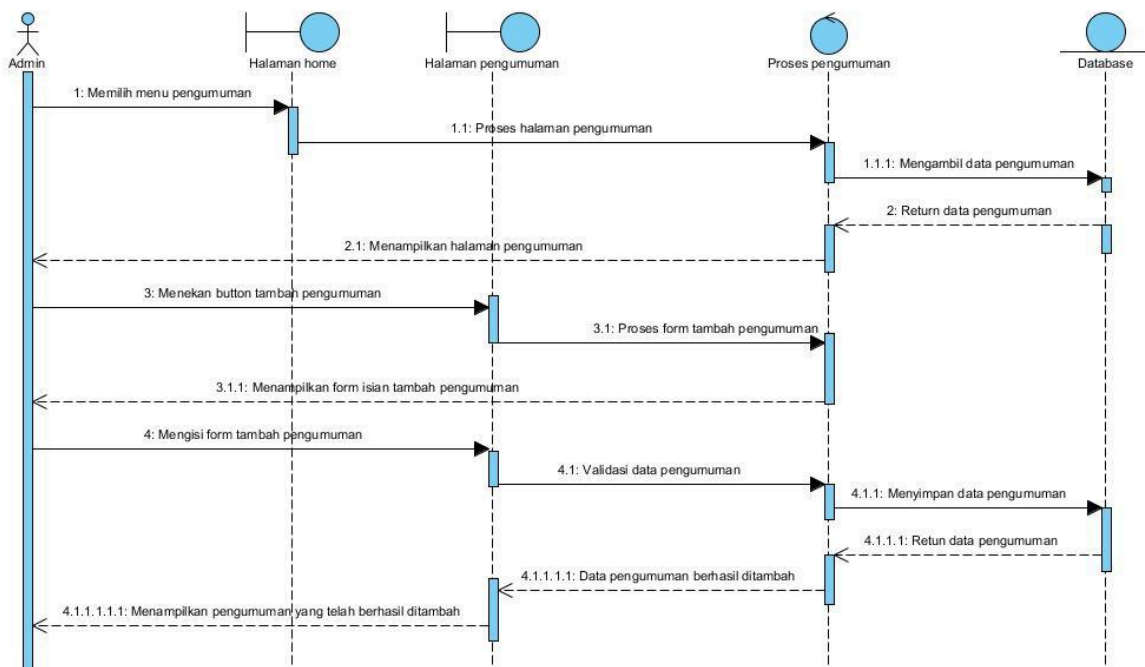 Admin
Halaman home
Halaman pengumuman
Proses pengumuman
Database
1: Memilih menu pengumuman
1.1: Proses halaman pengumuman
1.1.1: Mengambil data pengumuman
2: Return data pengumuman
2.1: Menampilkan halaman pengumuman
3: Menekan button tambah pengumuman
3.1: Proses form tambah pengumuman
3.1.1: Menampilkan form isian tambah pengumuman
4: Mengisi form tambah pengumuman
4.1: Validasi data pengumuman
4.1.1: Menyimpan data pengumuman
4.1.1.1: Retun data pengumuman
4.1.1.1.1: Data pengumuman berhasil ditambah
4.1.1.1.1.1: Menampilkan pengumuman yang telah berhasil ditambah